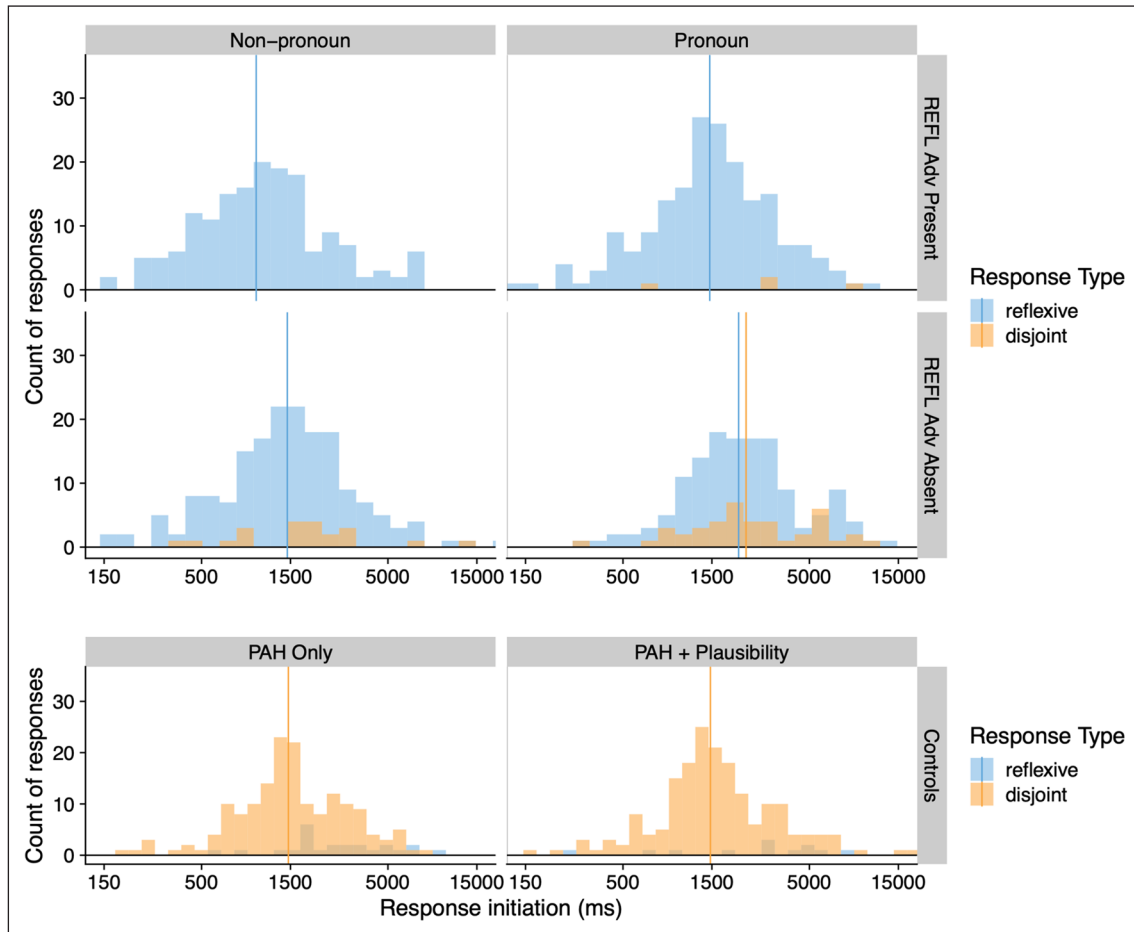 Non-pronoun
Pronoun
Count of responses
30
20
10
0
REFL Adv Present
30
20
10
0
REFL Adv Absent
150
500
1500
5000
15000
150
500
1500
5000
15000
Response Type
reflexive
disjoint
PAH Only
PAH + Plausibility
Count of responses
30
20
10
0
Controls
150
500
1500
5000
15000
150
500
1500
5000
15000
Response initiation (ms)
Response Type
reflexive
disjoint